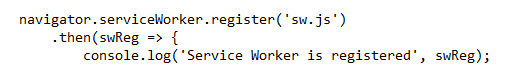 navigator.serviceWorker.register('sw.js')
    .then(swReg => {
        console.log('Service Worker is registered', swReg);